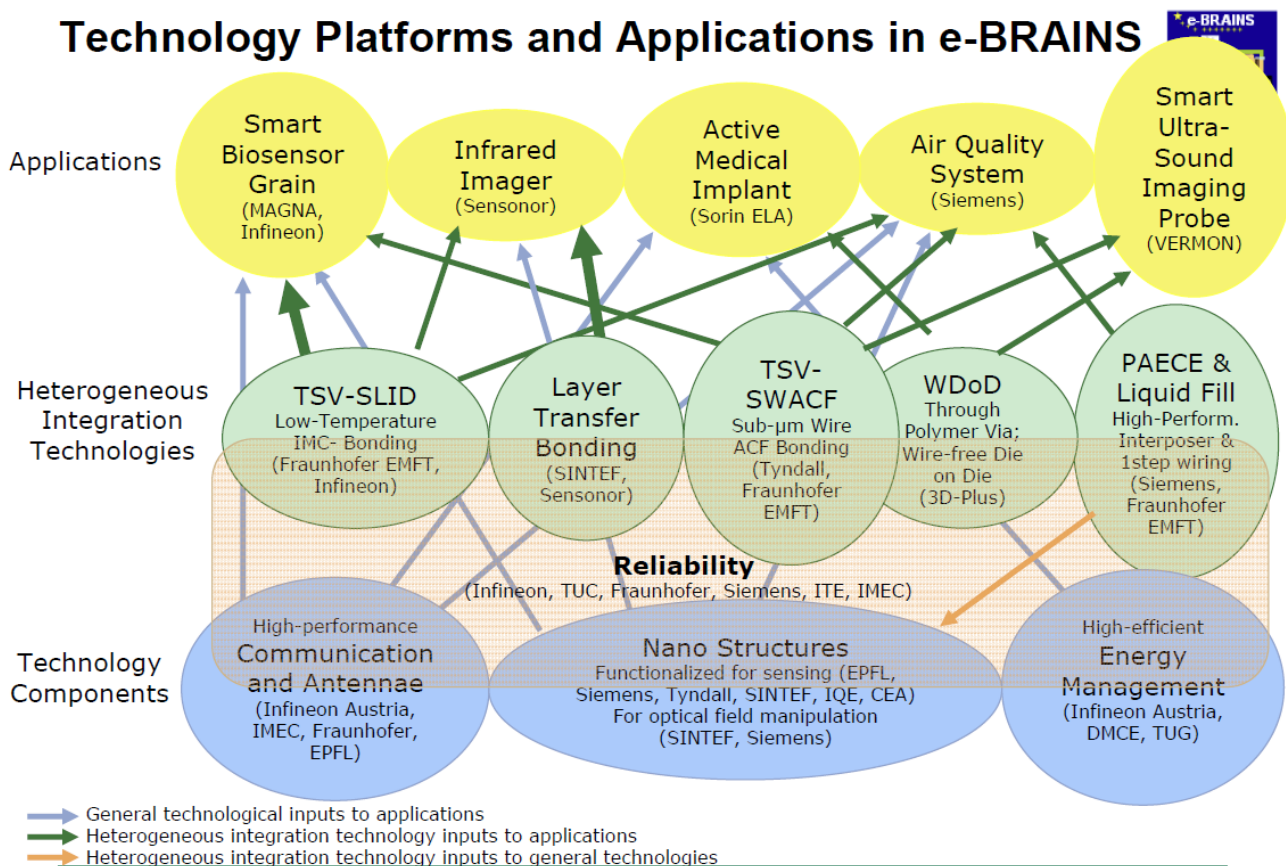 Technology Platforms and Applications in e-BRAINS
e-BRAINS
Applications
Smart
Biosensor
Grain
(MAGNA,
Infineon)
Infrared
Imager
(Sensonor)
Active
Medical
Implant
(Sorin ELA)
Air Quality
System
(Siemens)
Smart
Ultra-
Sound
Imaging
Probe
(VERMON)
Heterogeneous
Integration
Technologies
TSV-SLID
Low-Temperature
IMC- Bonding
(Fraunhofer EMFT,
Infineon)
Layer
Transfer
Bonding
(SINTEF,
Sensonor)
TSV-
SWACF
Sub-µm Wire
ACF Bonding
(Tyndall,
Fraunhofer
EMFT)
WDoD
Through
Polymer Via;
Wire-free Die
on Die
(3D-Plus)
PAECE &
Liquid Fill
High-Perform.
Interposer &
1step wiring
(Siemens,
Fraunhofer
EMFT)
Reliability
(Infineon, TUC, Fraunhofer, Siemens, ITE, IMEC)
Technology
Components
High-performance
Communication
and Antennae
(Infineon Austria,
IMEC, Fraunhofer,
EPFL)
Nano Structures
Functionalized for sensing (EPFL,
Siemens, Tyndall, SINTEF, IQE, CEA)
For optical field manipulation
(SINTEF, Siemens)
High-efficient
Energy
Management
(Infineon Austria,
DMCE, TUG)
General technological inputs to applications
Heterogeneous integration technology inputs to applications
Heterogeneous integration technology inputs to general technologies